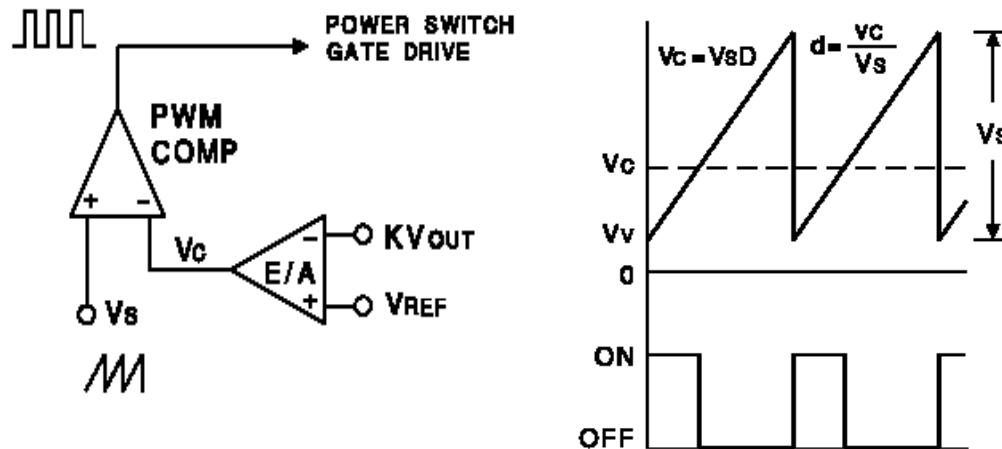 POWER SWITCH
GATE DRIVE
PWM
COMP
+ -
Vc
E/A
-
+
KVOUT
VREF
Vs
Vc = VsD
d = vc/Vs
Vs
Vc
Vv
0
ON
OFF